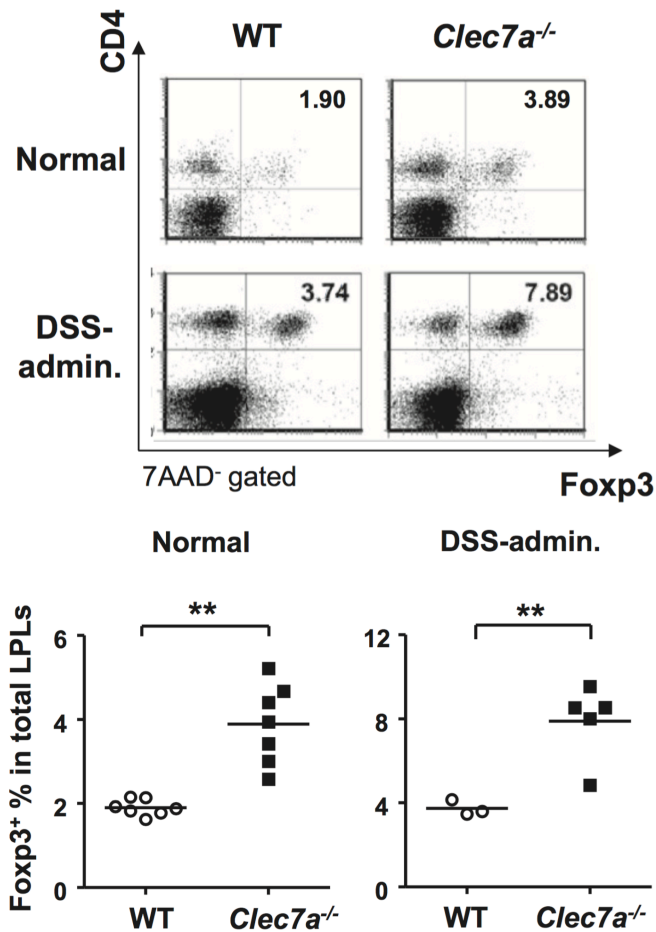 CD4
WT Clec7a-/-
Normal 1.90 3.89
DSS-admin. 3.74 7.89
7AAD- gated
Foxp3
Normal DSS-admin.
Foxp3+ % in total LPLs
** **
6 12
4 8
2 4
0 0
WT Clec7a-/- WT Clec7a-/-